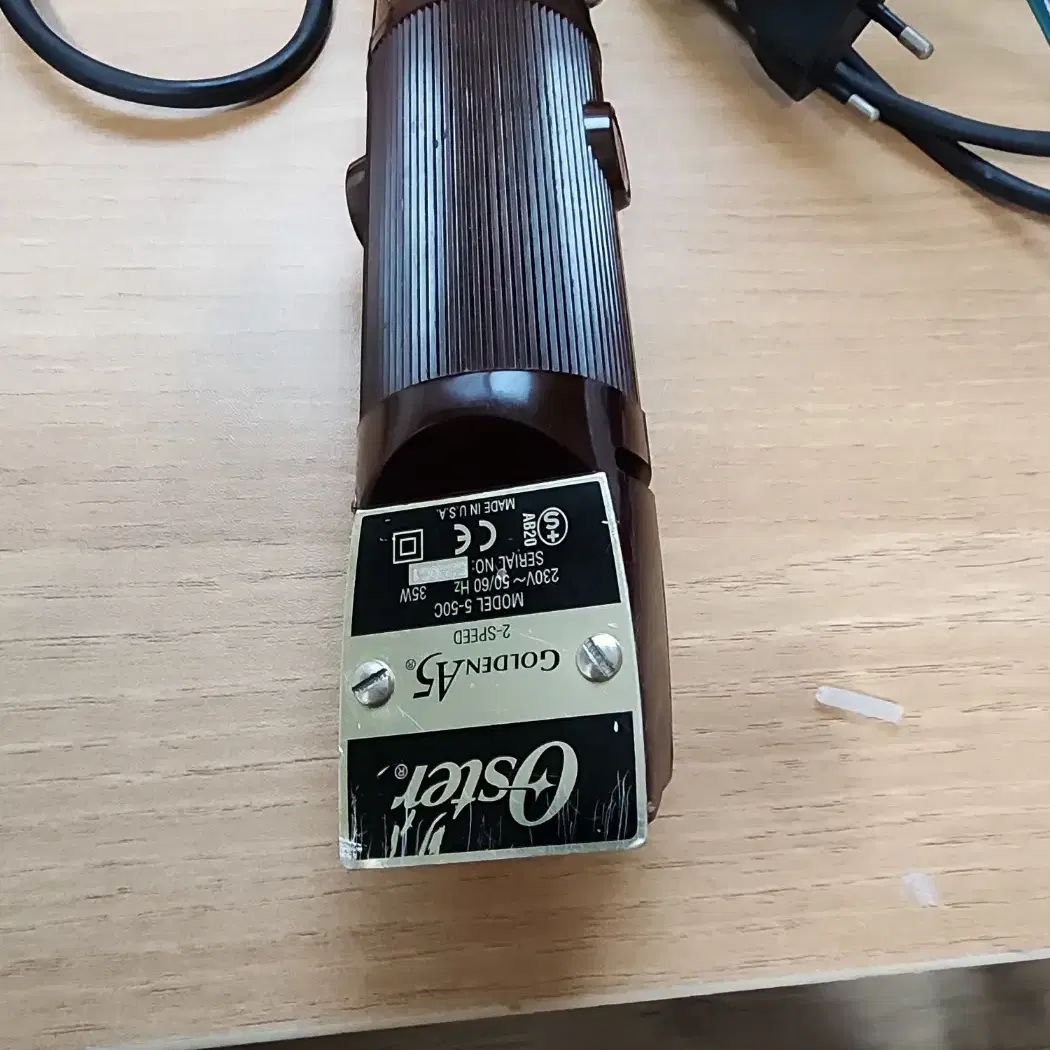 Oster®
GOLDEN A5®
2-SPEED
MODEL 5-50C
230V~50/60 Hz 35W
SERIAL NO:
S+
AB20
CE
MADE IN U.S.A.